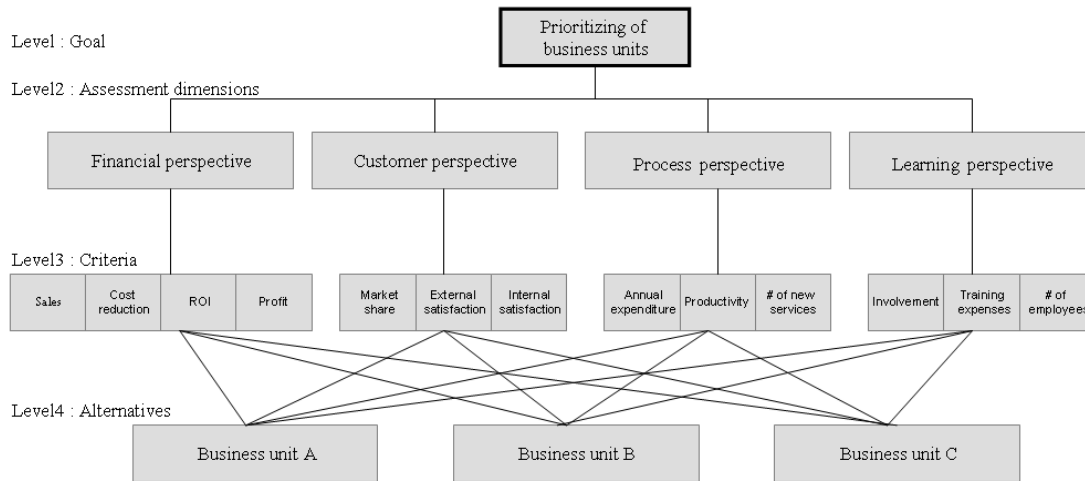 Prioritizing of
business units
Level : Goal
Level2 : Assessment dimensions
Financial perspective
Customer perspective
Process perspective
Learning perspective
Level3 : Criteria
Sales
Cost
reduction
ROI
Profit
Market
share
External
satisfaction
Internal
satisfaction
Annual
expenditure
Productivity
# of new
services
Involvement
Training
expenses
# of
employees
Level4 : Alternatives
Business unit A
Business unit B
Business unit C